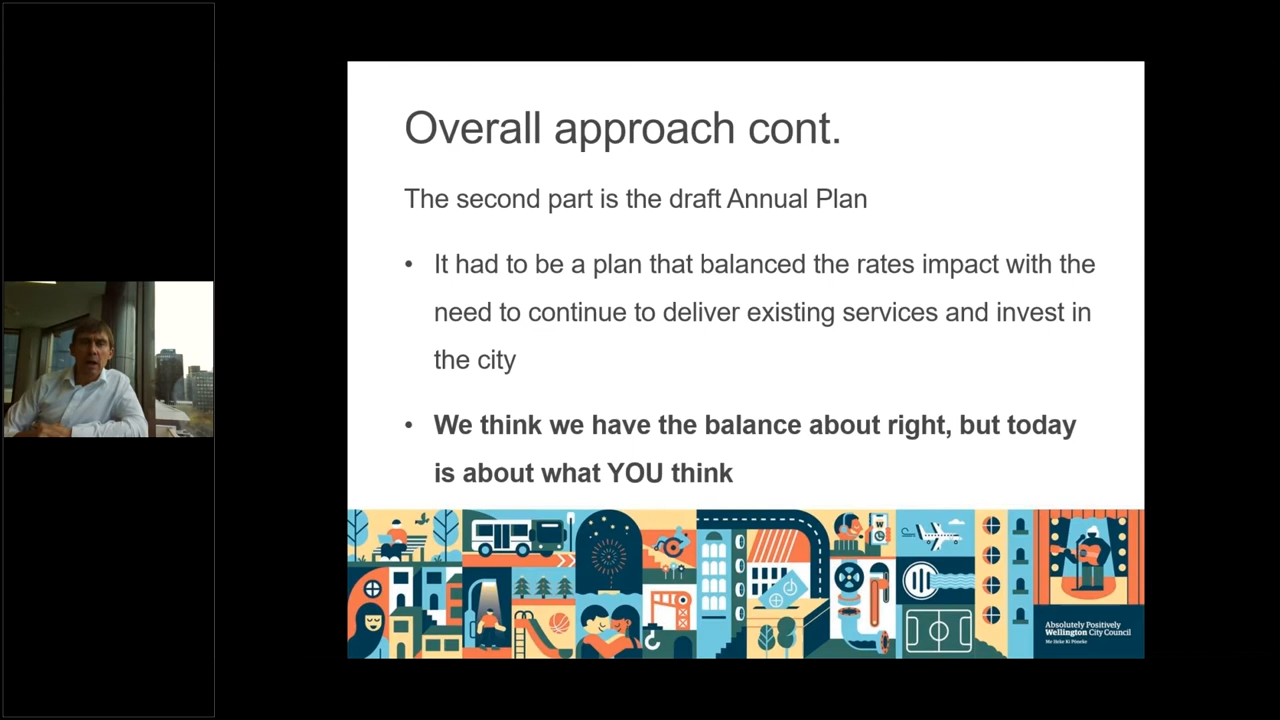 Overall approach cont.
The second part is the draft Annual Plan
• It had to be a plan that balanced the rates impact with the
need to continue to deliver existing services and invest in
the city
• We think we have the balance about right, but today
is about what YOU think
W
Absolutely Positively
Wellington City Council
Me Heke Ki Pōneke